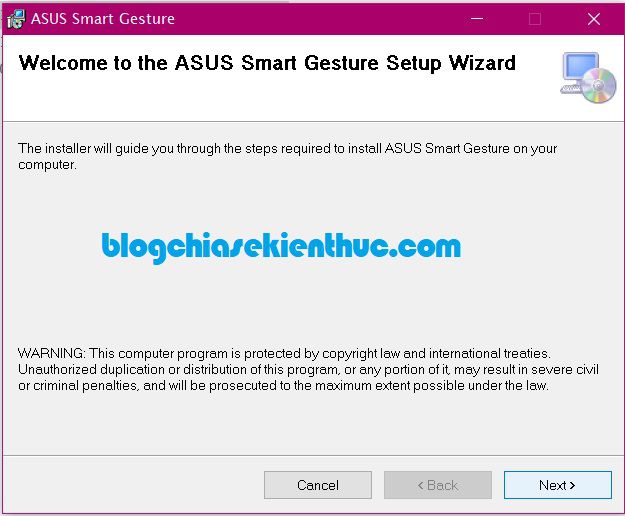 ASUS Smart Gesture
Welcome to the ASUS Smart Gesture Setup Wizard
The installer will guide you through the steps required to install ASUS Smart Gesture on your
computer.
blogchiasekienthuc.com
WARNING: This computer program is protected by copyright law and international treaties.
Unauthorized duplication or distribution of this program, or any portion of it, may result in severe civil
or criminal penalties, and will be prosecuted to the maximum extent possible under the law.
Cancel < Back Next >